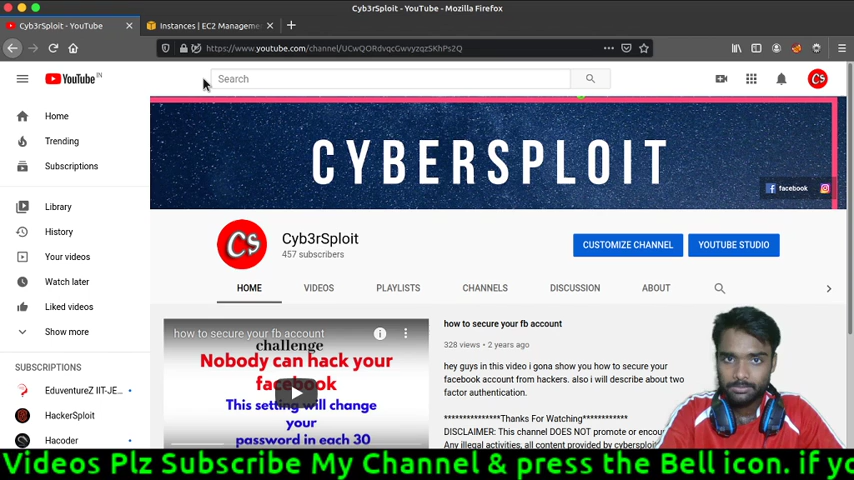 Cyb3rSploit - YouTube - Mozilla Firefox
Cyb3rSploit - YouTube
Instances | EC2 Manageme
https://www.youtube.com/channel/UCwQORdvqcGwvyzqzSKhPs2Q
YouTube IN
Search
CS
Home
Trending
Subscriptions
Library
History
Your videos
Watch later
Liked videos
Show more
SUBSCRIPTIONS
EduventureZ IIT-JE...
HackerSploit
Hacoder
CYBERSPLOIT
facebook
CS
Cyb3rSploit
457 subscribers
CUSTOMIZE CHANNEL
YOUTUBE STUDIO
HOME
VIDEOS
PLAYLISTS
CHANNELS
DISCUSSION
ABOUT
how to secure your fb account
challenge
Nobody can hack your
facebook
This setting will change
your
password in each 30
how to secure your fb account
328 views • 2 years ago
hey guys in this video i gona show you how to secure your
facebook account from hackers. also i will describe about two
factor authentication.
***************Thanks For Watching************
DISCLAIMER: This channel DOES NOT promote or encou
Any illegal activities, all content provided by cybersploit
Videos Plz Subscribe My Channel & press the Bell icon. if yo